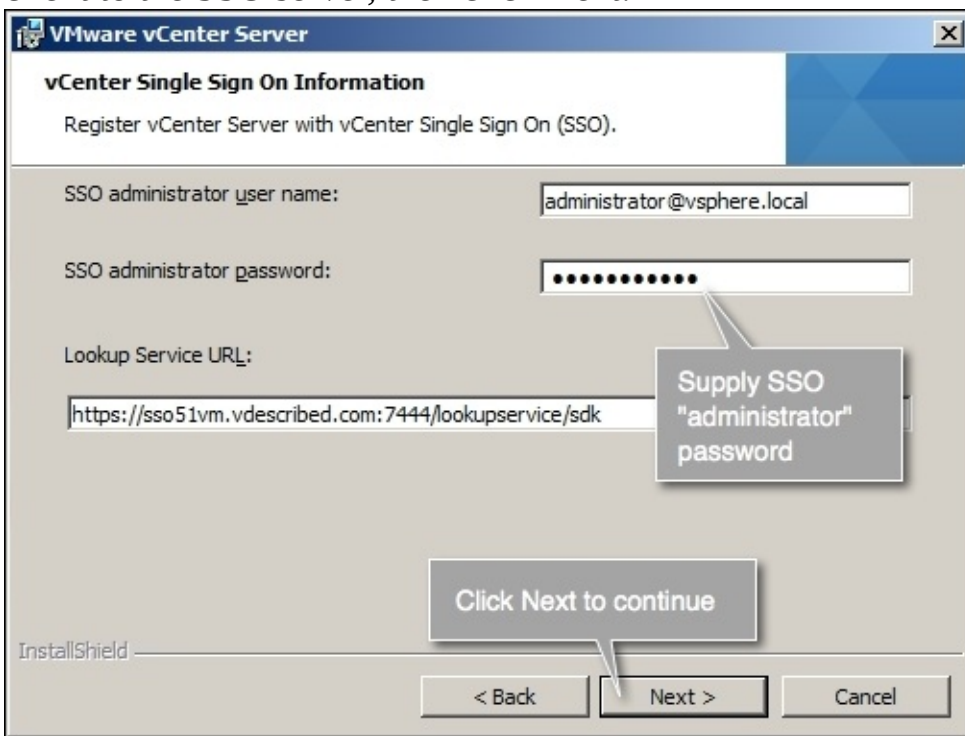 VMware vCenter Server
vCenter Single Sign On Information
Register vCenter Server with vCenter Single Sign On (SSO).
SSO administrator user name:
administrator@vsphere.local
SSO administrator password:
•••••••••••
Lookup Service URL:
https://sso51vm.vdescribed.com:7444/lookupservice/sdk
Supply SSO
"administrator"
password
Click Next to continue
InstallShield
< Back
Next >
Cancel